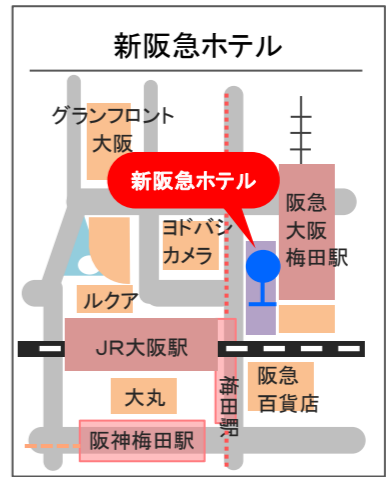 新阪急ホテル
グランフロント
大阪
新阪急ホテル
ヨドバシ
カメラ
阪急
大阪
梅田駅
ルクア
JR大阪駅
梅田駅
阪急
百貨店
大丸
阪神梅田駅